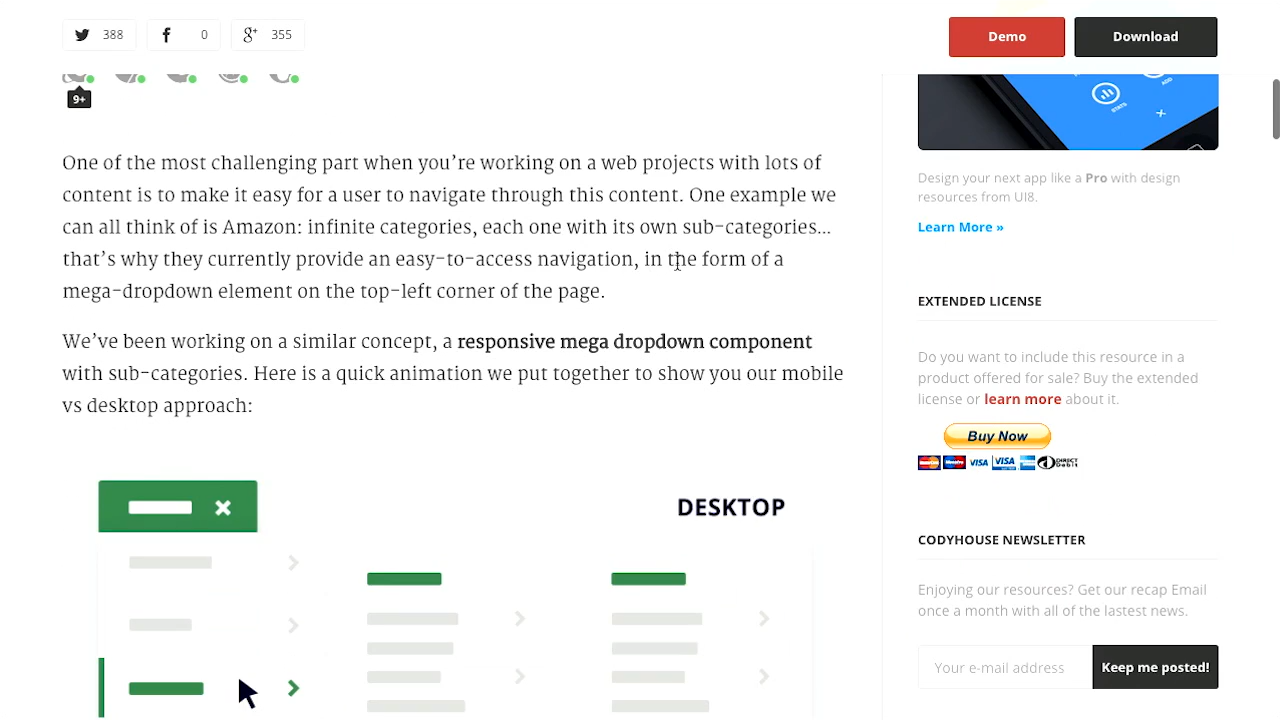 388
0
355
Demo
Download
9+
One of the most challenging part when you’re working on a web projects with lots of
content is to make it easy for a user to navigate through this content. One example we
can all think of is Amazon: infinite categories, each one with its own sub-categories…
that’s why they currently provide an easy-to-access navigation, in the form of a
mega-dropdown element on the top-left corner of the page.
We’ve been working on a similar concept, a responsive mega dropdown component
with sub-categories. Here is a quick animation we put together to show you our mobile
vs desktop approach:
DESKTOP
STATS
ADD
Design your next app like a Pro with design
resources from UI8.
Learn More »
EXTENDED LICENSE
Do you want to include this resource in a
product offered for sale? Buy the extended
license or learn more about it.
Buy Now
VISA
VISA
DIRECT
Debit
CODYHOUSE NEWSLETTER
Enjoying our resources? Get our recap Email
once a month with all of the lastest news.
Your e-mail address
Keep me posted!